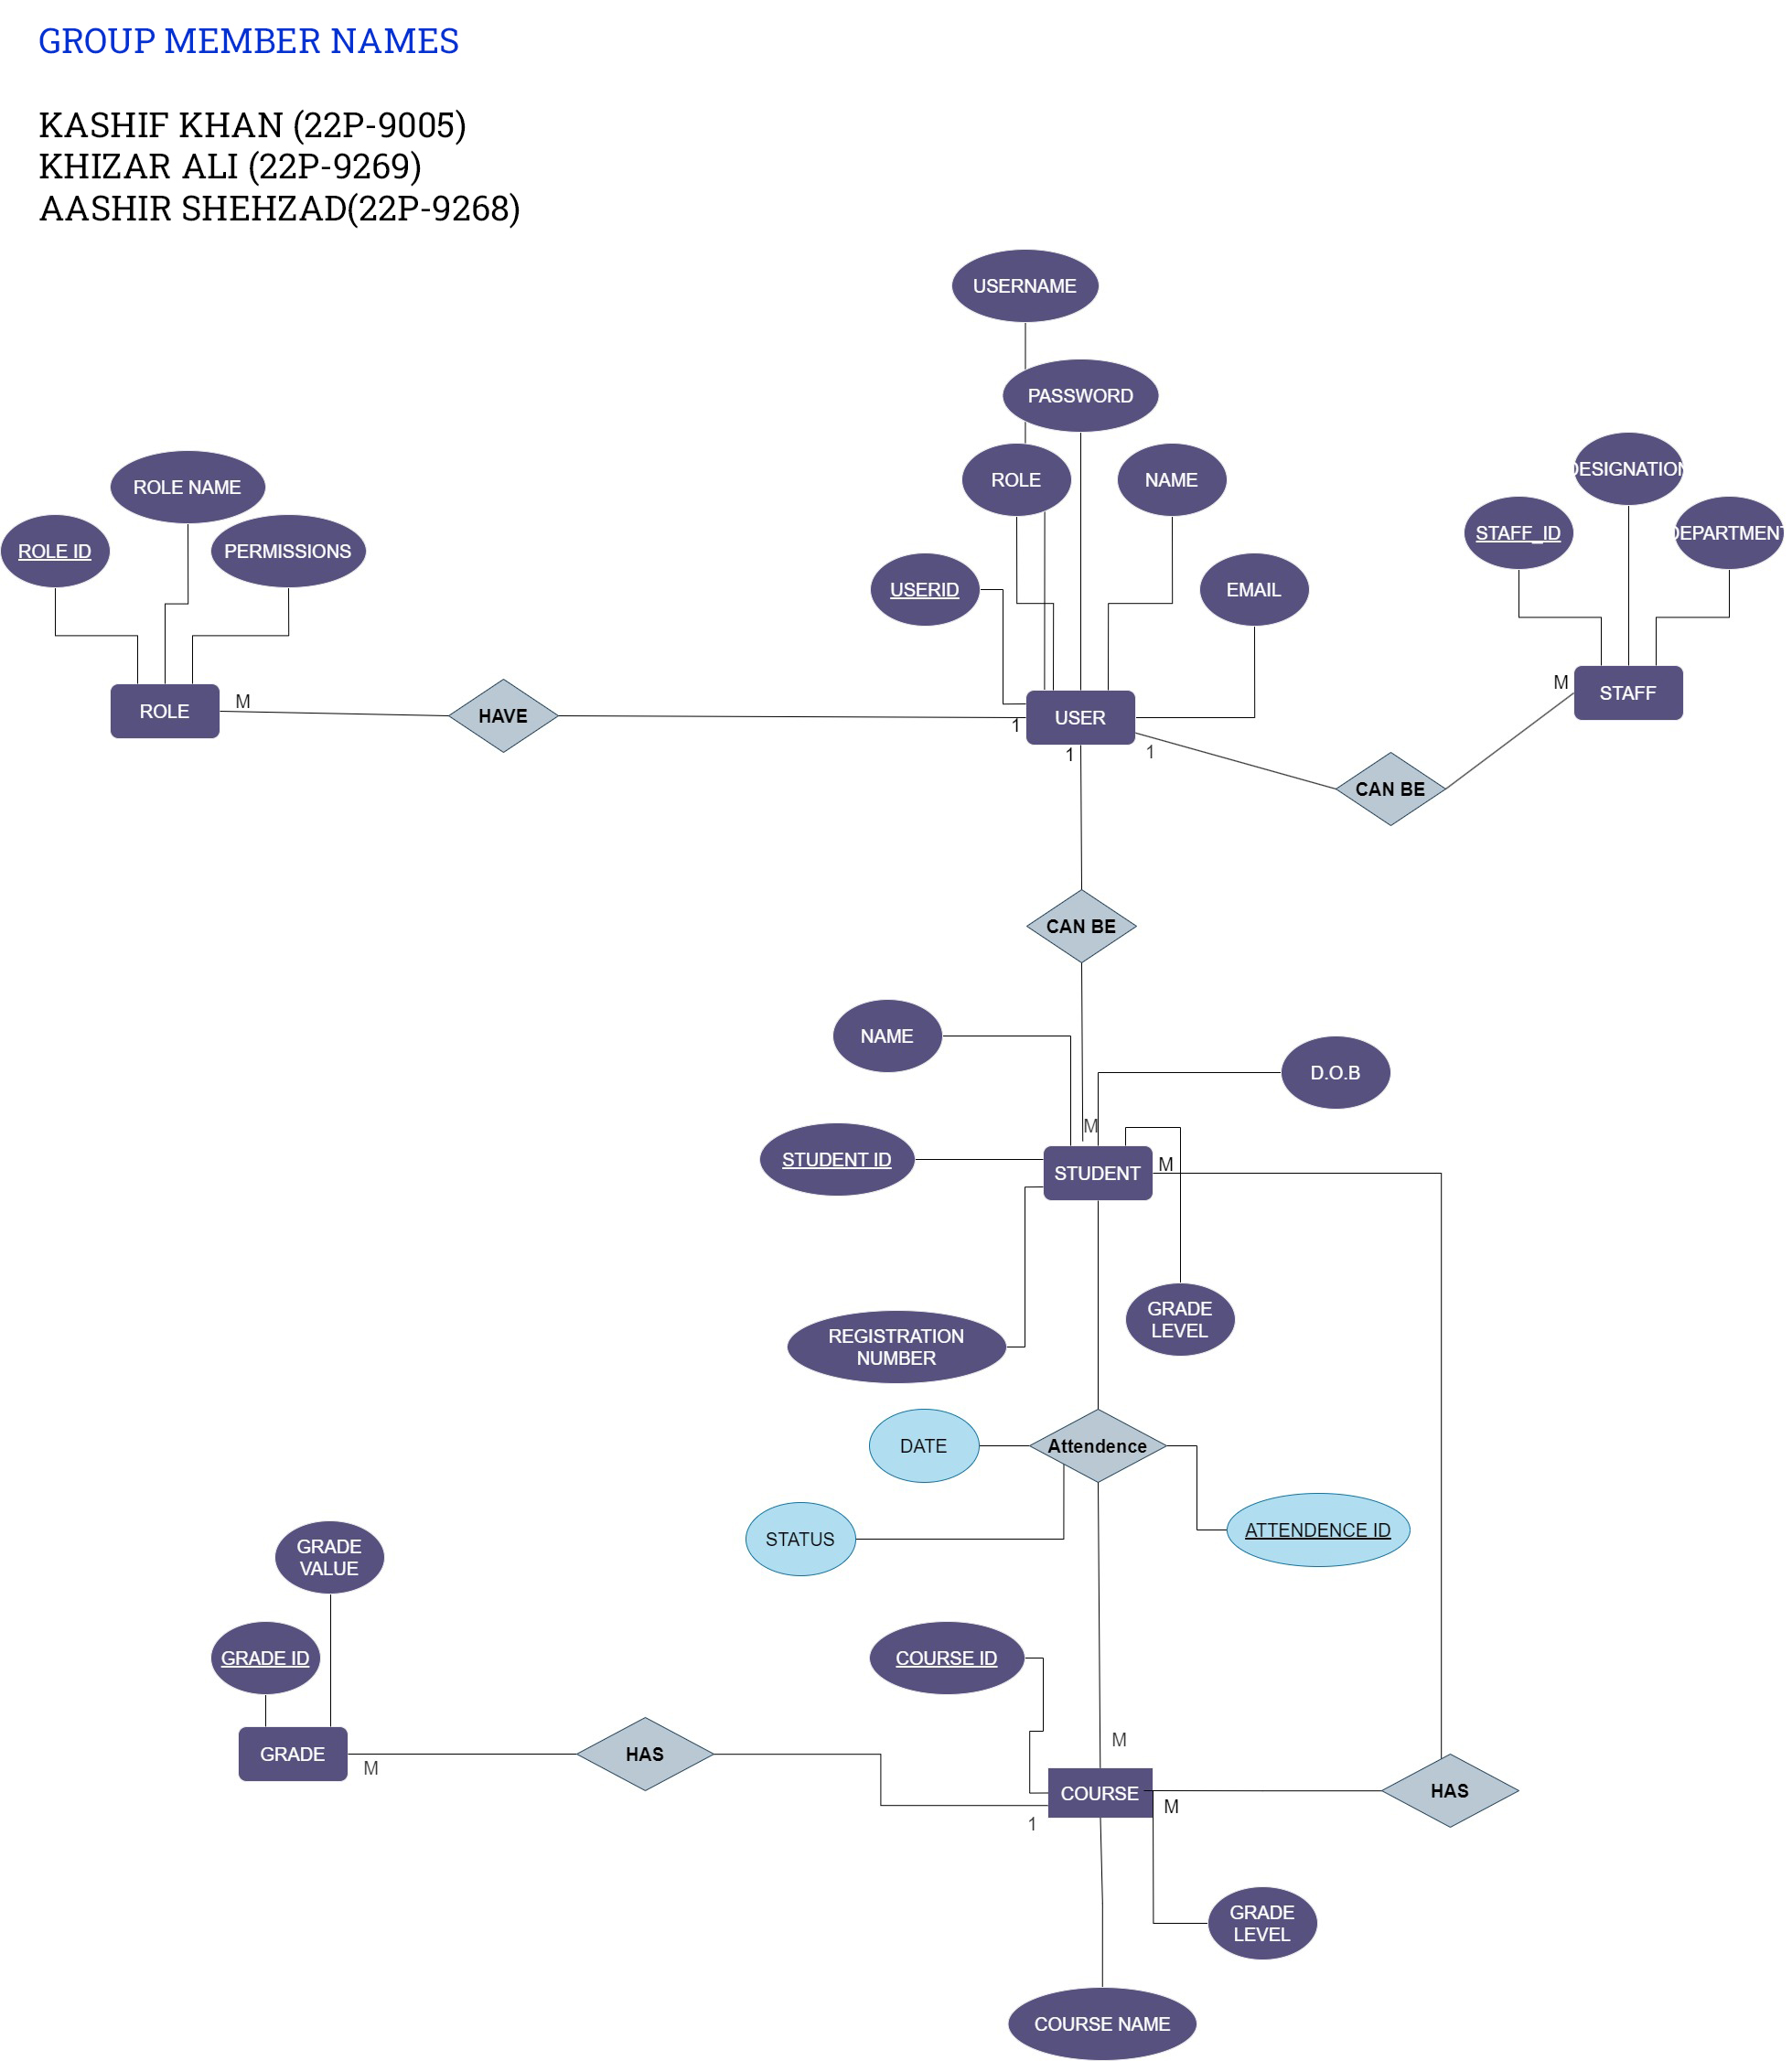 GROUP MEMBER NAMES
KASHIF KHAN (22P-9005)
KHIZAR ALI (22P-9269)
AASHIR SHEHZAD(22P-9268)
USERNAME
PASSWORD
ROLE
NAME
USERID
EMAIL
ROLE NAME
ROLE ID
PERMISSIONS
DESIGNATION
STAFF_ID
DEPARTMENT
ROLE
M
HAVE
1
USER
1
1
M
STAFF
CAN BE
CAN BE
NAME
D.O.B
M
STUDENT ID
STUDENT
M
REGISTRATION
NUMBER
GRADE
LEVEL
DATE
Attendence
STATUS
ATTENDENCE ID
GRADE
VALUE
GRADE ID
COURSE ID
GRADE
M
HAS
M
COURSE
1
M
HAS
GRADE
LEVEL
COURSE NAME